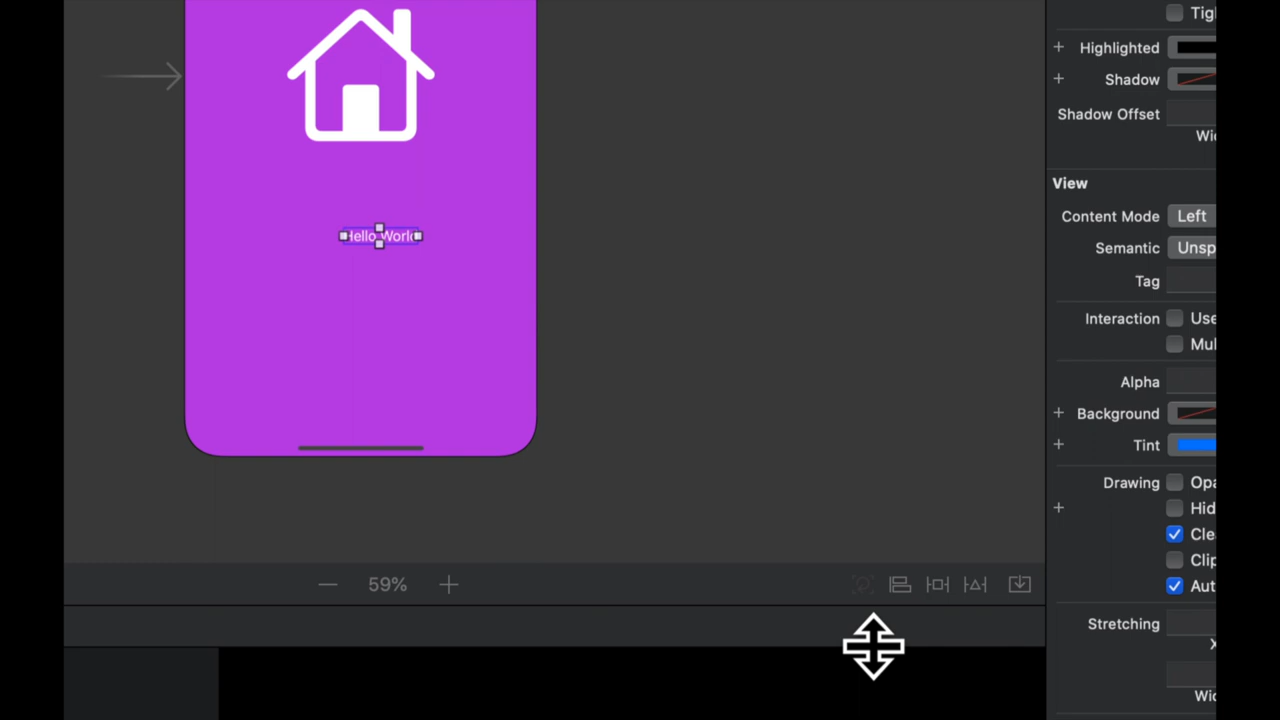 Tig
Highlighted
Shadow
Shadow Offset
Wid
View
Content Mode Left
Hello World
Semantic Unsp
Tag
Interaction Use
Mul
Alpha
Background
Tint
Drawing Opa
Hid
Cle
Clip
59%
Aut
Stretching
X
Wid